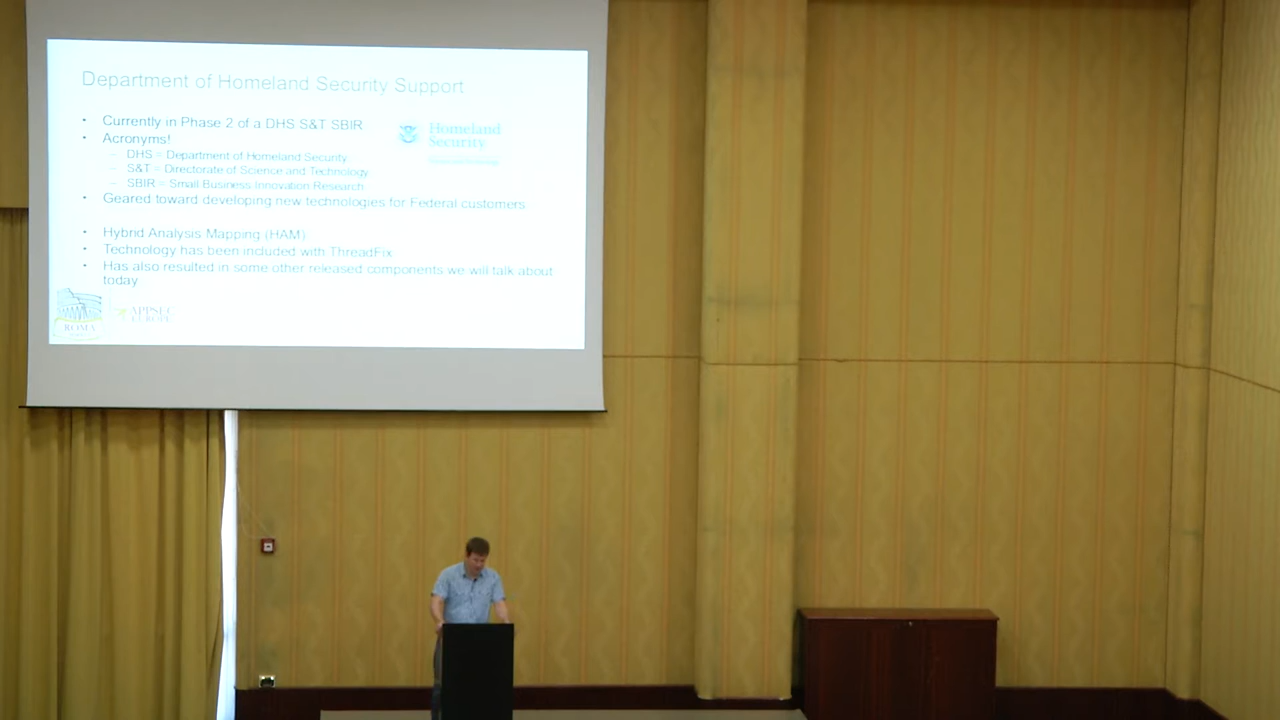 Department of Homeland Security Support
• Currently in Phase 2 of a DHS S&T SBIR
• Acronyms!
– DHS = Department of Homeland Security
– S&T = Directorate of Science and Technology
– SBIR = Small Business Innovation Research
• Geared toward developing new technologies for Federal customers
Homeland
Security
• Hybrid Analysis Mapping (HAM)
• Technology has been included with ThreadFix
• Has also resulted in some other released components we will talk about
today
ROMA
APPSEC
EUROPE